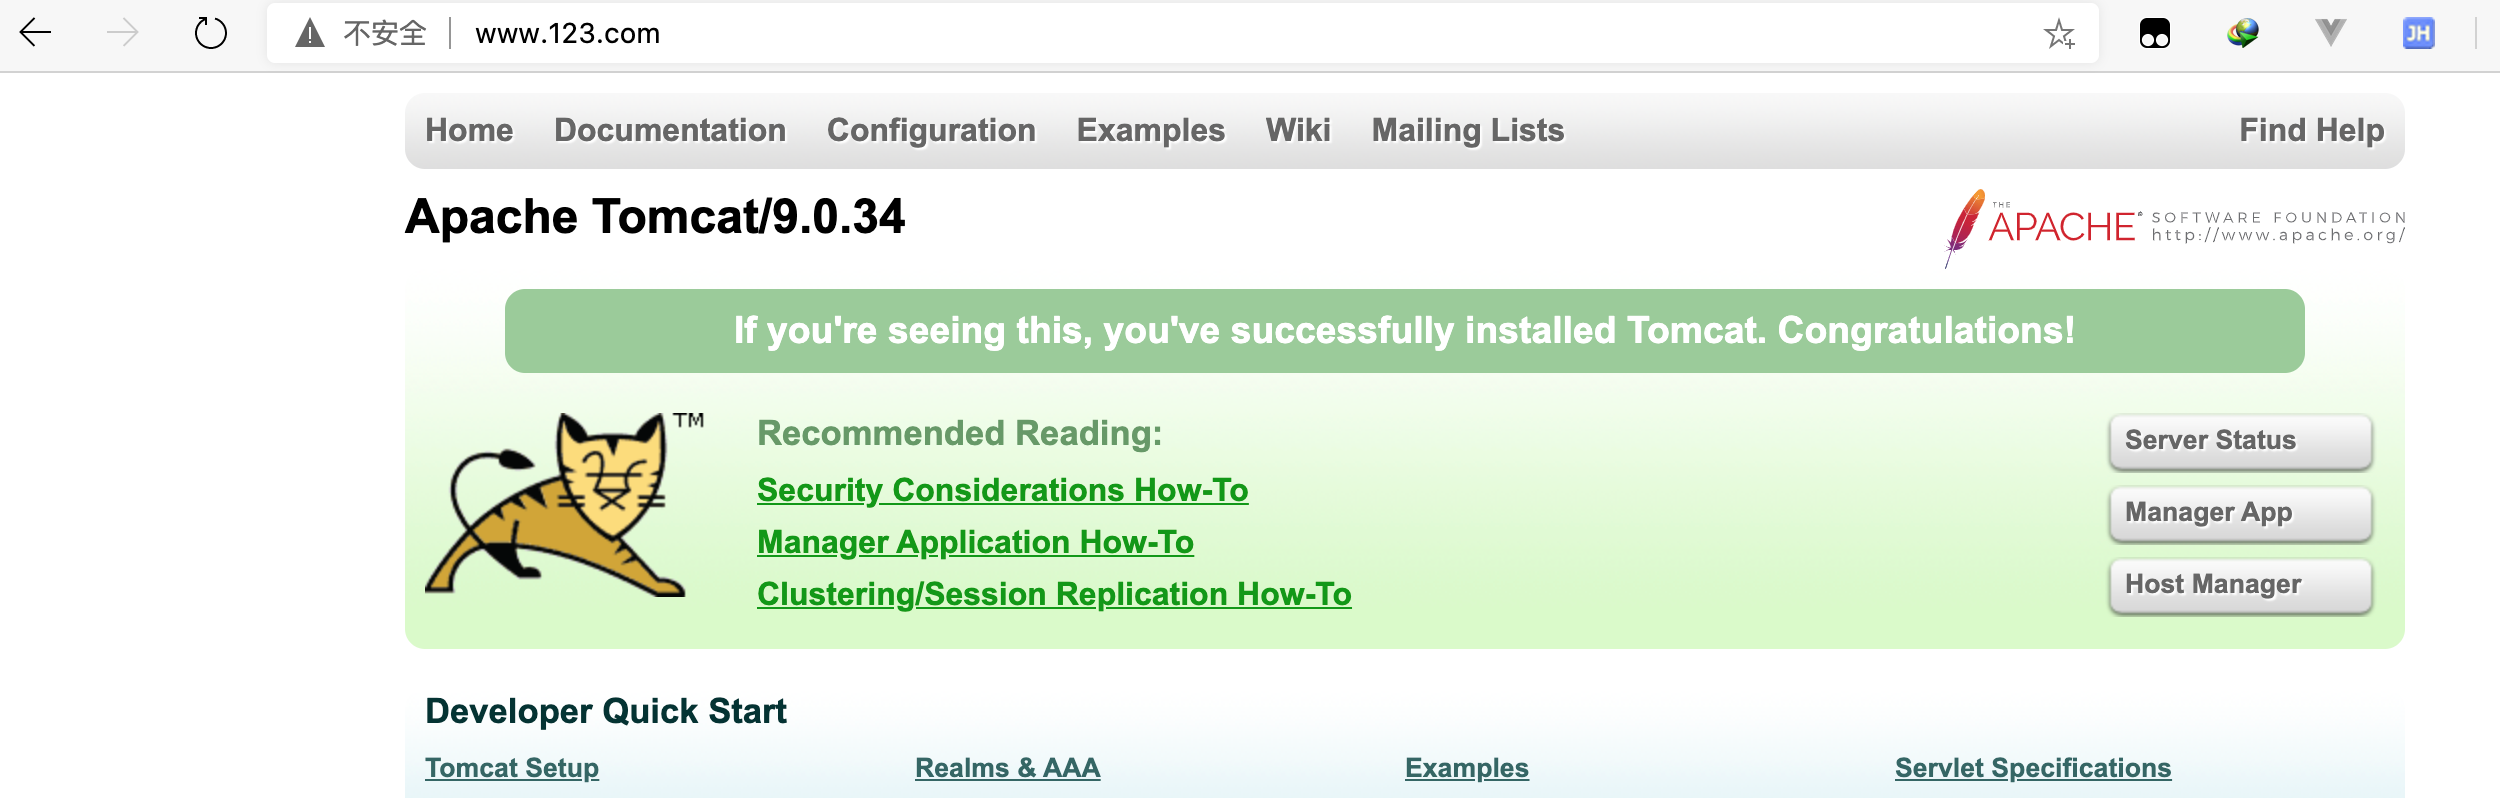 不安全 www.123.com
JH
Home Documentation Configuration Examples Wiki Mailing Lists Find Help
Apache Tomcat/9.0.34
THE
APACHE® SOFTWARE FOUNDATION
http://www.apache.org/
If you're seeing this, you've successfully installed Tomcat. Congratulations!
TM
Recommended Reading:
Security Considerations How-To
Manager Application How-To
Clustering/Session Replication How-To
Server Status
Manager App
Host Manager
Developer Quick Start
Tomcat Setup Realms & AAA Examples Servlet Specifications